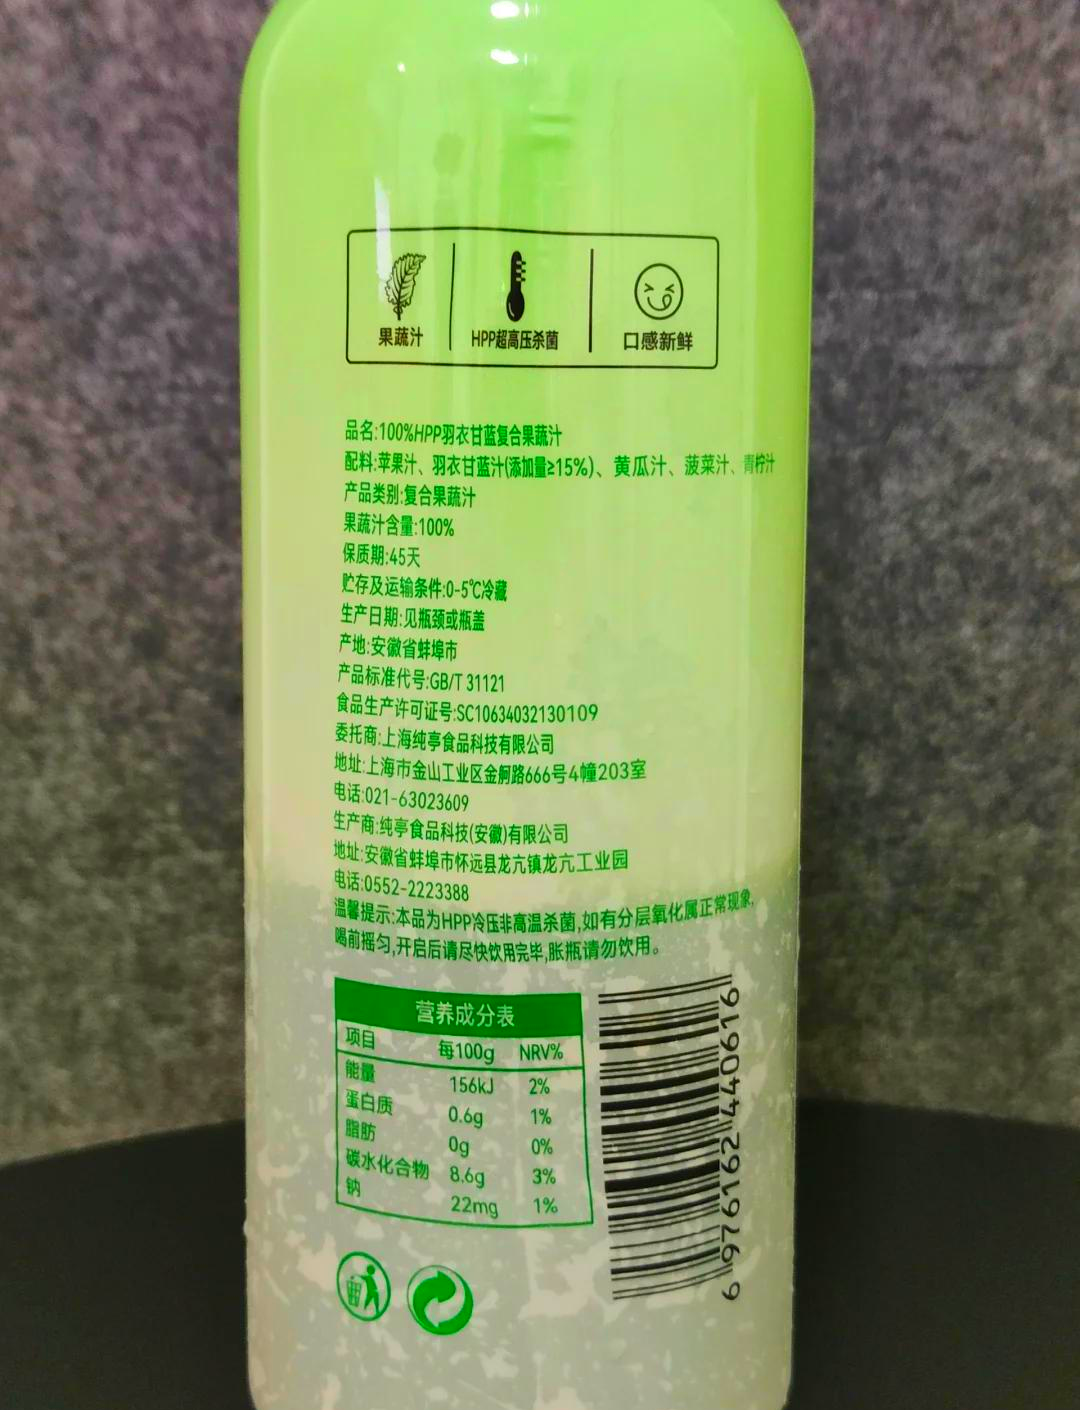 果蔬汁
HPP超高压杀菌
口感新鲜
品名:100%HPP羽衣甘蓝复合果蔬汁
配料:苹果汁、羽衣甘蓝汁(添加量≥15%)、黄瓜汁、菠菜汁、青柠汁
产品类别:复合果蔬汁
果蔬汁含量:100%
保质期:45天
贮存及运输条件:0-5℃冷藏
生产日期:见瓶颈或瓶盖
产地:安徽省蚌埠市
产品标准代号:GB/T 31121
食品生产许可证号:SC10634032130109
委托商:上海纯亭食品科技有限公司
地址:上海市金山工业区金舸路666号4幢203室
电话:021-63023609
生产商:纯亭食品科技(安徽)有限公司
地址:安徽省蚌埠市怀远县龙亢镇龙亢工业园
电话:0552-2223388
温馨提示:本品为HPP冷压非高温杀菌,如有分层氧化属正常现象,
喝前摇匀,开启后请尽快饮用完毕,胀瓶请勿饮用。
营养成分表
项目 每100g NRV%
能量 156kJ 2%
蛋白质 0.6g 1%
脂肪 0g 0%
碳水化合物 8.6g 3%
钠 22mg 1%
6 976162 440616